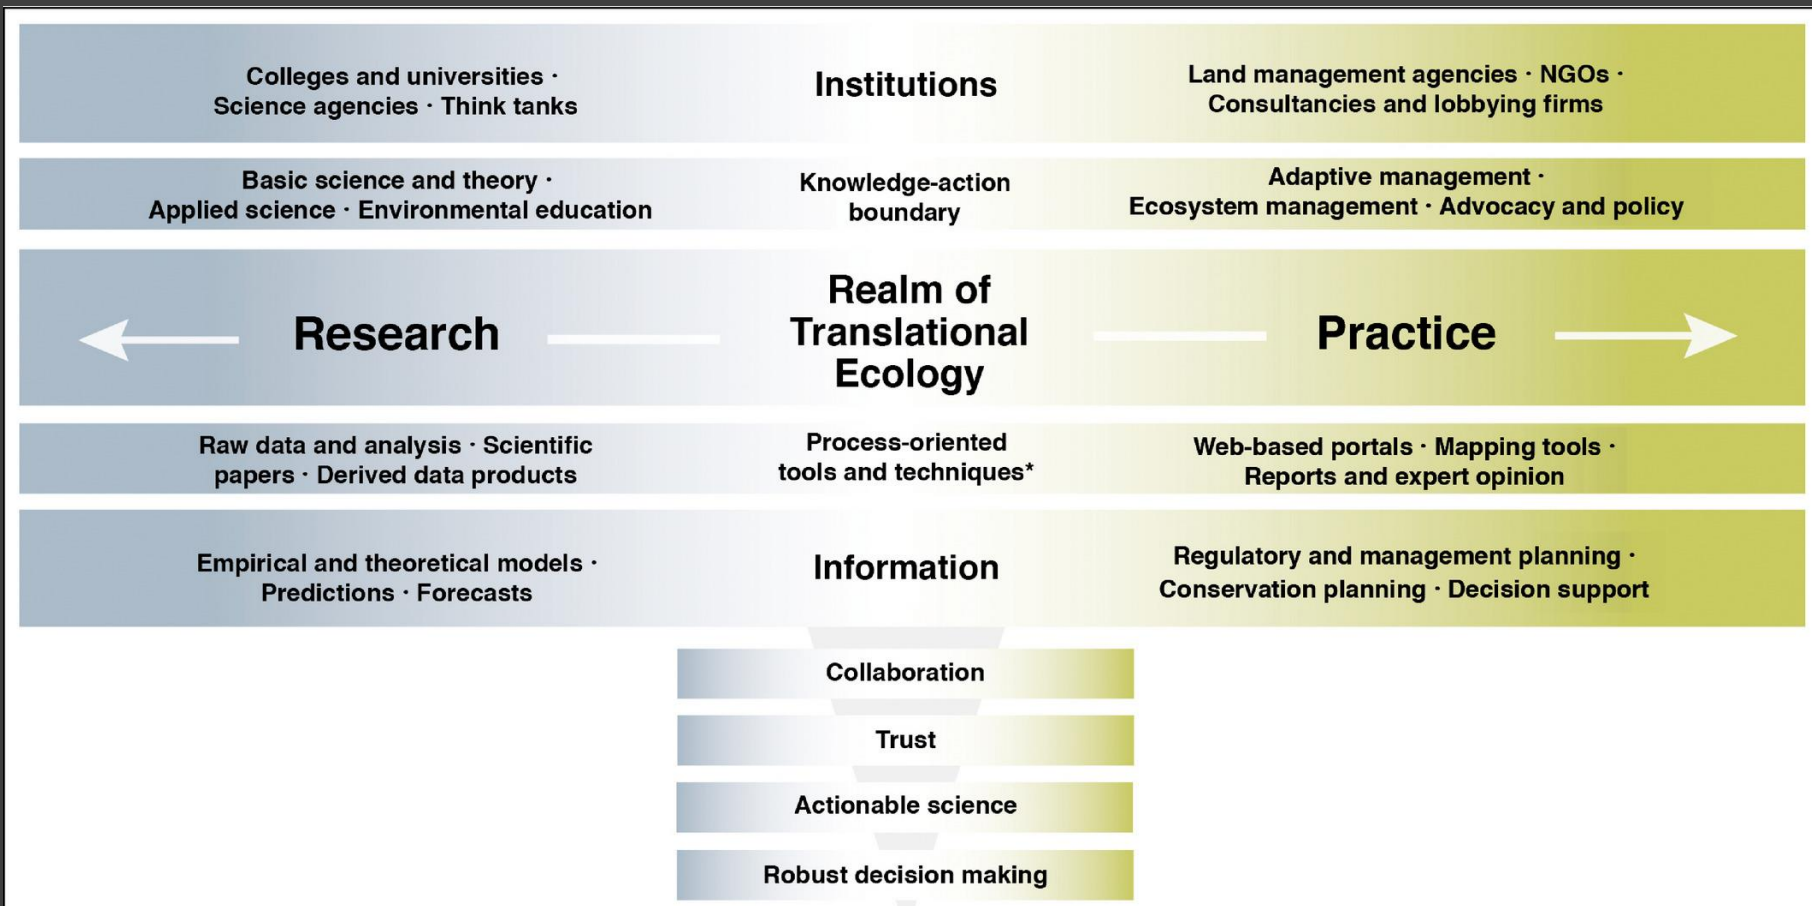 Colleges and universities ·
Science agencies · Think tanks
Institutions
Land management agencies · NGOs ·
Consultancies and lobbying firms
Basic science and theory ·
Applied science · Environmental education
Knowledge-action
boundary
Adaptive management ·
Ecosystem management · Advocacy and policy
Research
Realm of
Translational
Ecology
Practice
Raw data and analysis · Scientific
papers · Derived data products
Process-oriented
tools and techniques*
Web-based portals · Mapping tools ·
Reports and expert opinion
Empirical and theoretical models ·
Predictions · Forecasts
Information
Regulatory and management planning ·
Conservation planning · Decision support
Collaboration
Trust
Actionable science
Robust decision making